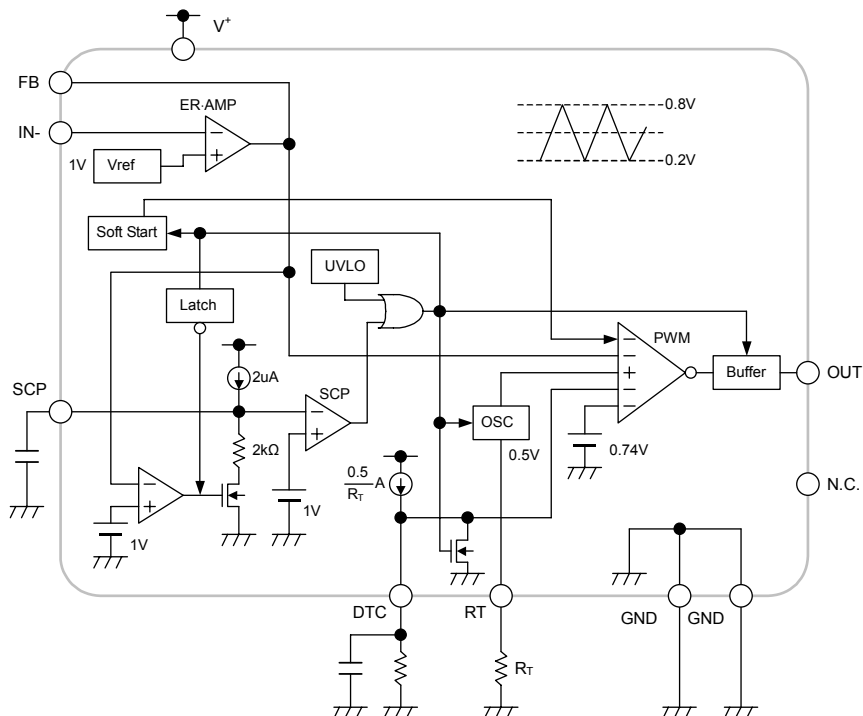 V+
FB
ER·AMP
0.8V
IN-
1V
Vref
0.2V
Soft Start
UVLO
Latch
PWM
2uA
SCP
SCP
Buffer
OUT
OSC
2kΩ
0.5V
0.74V
0.5
RT
A
N.C.
1V
1V
DTC
RT
GND
GND
RT